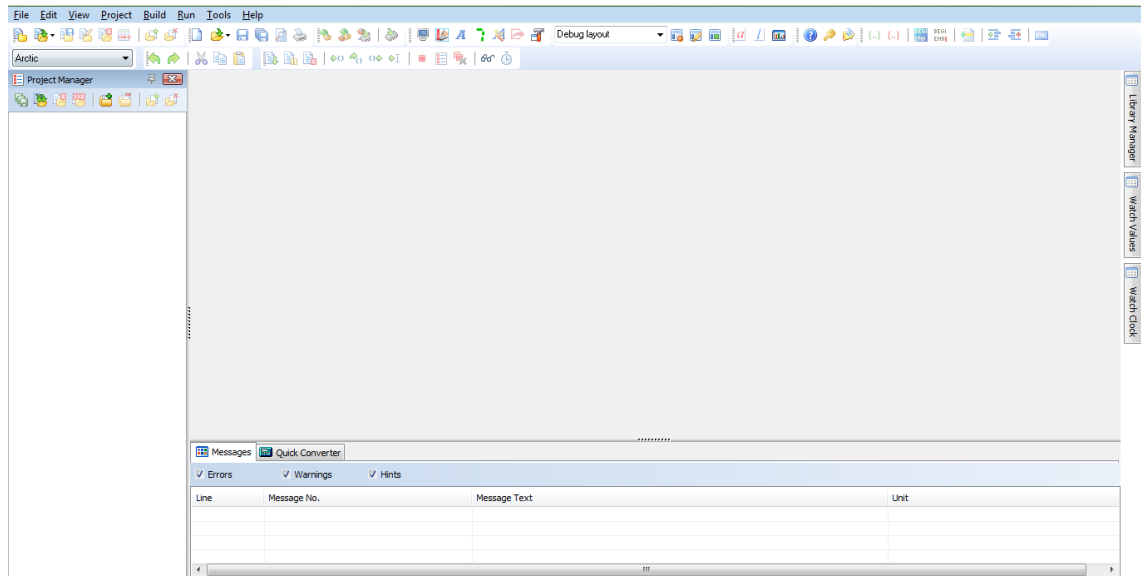 File Edit View Project Build Run Tools Help
Debug layout
Arctic
Project Manager
Library Manager
Watch Values
Watch Clock
Messages Quick Converter
Errors Warnings Hints
Line Message No. Message Text Unit